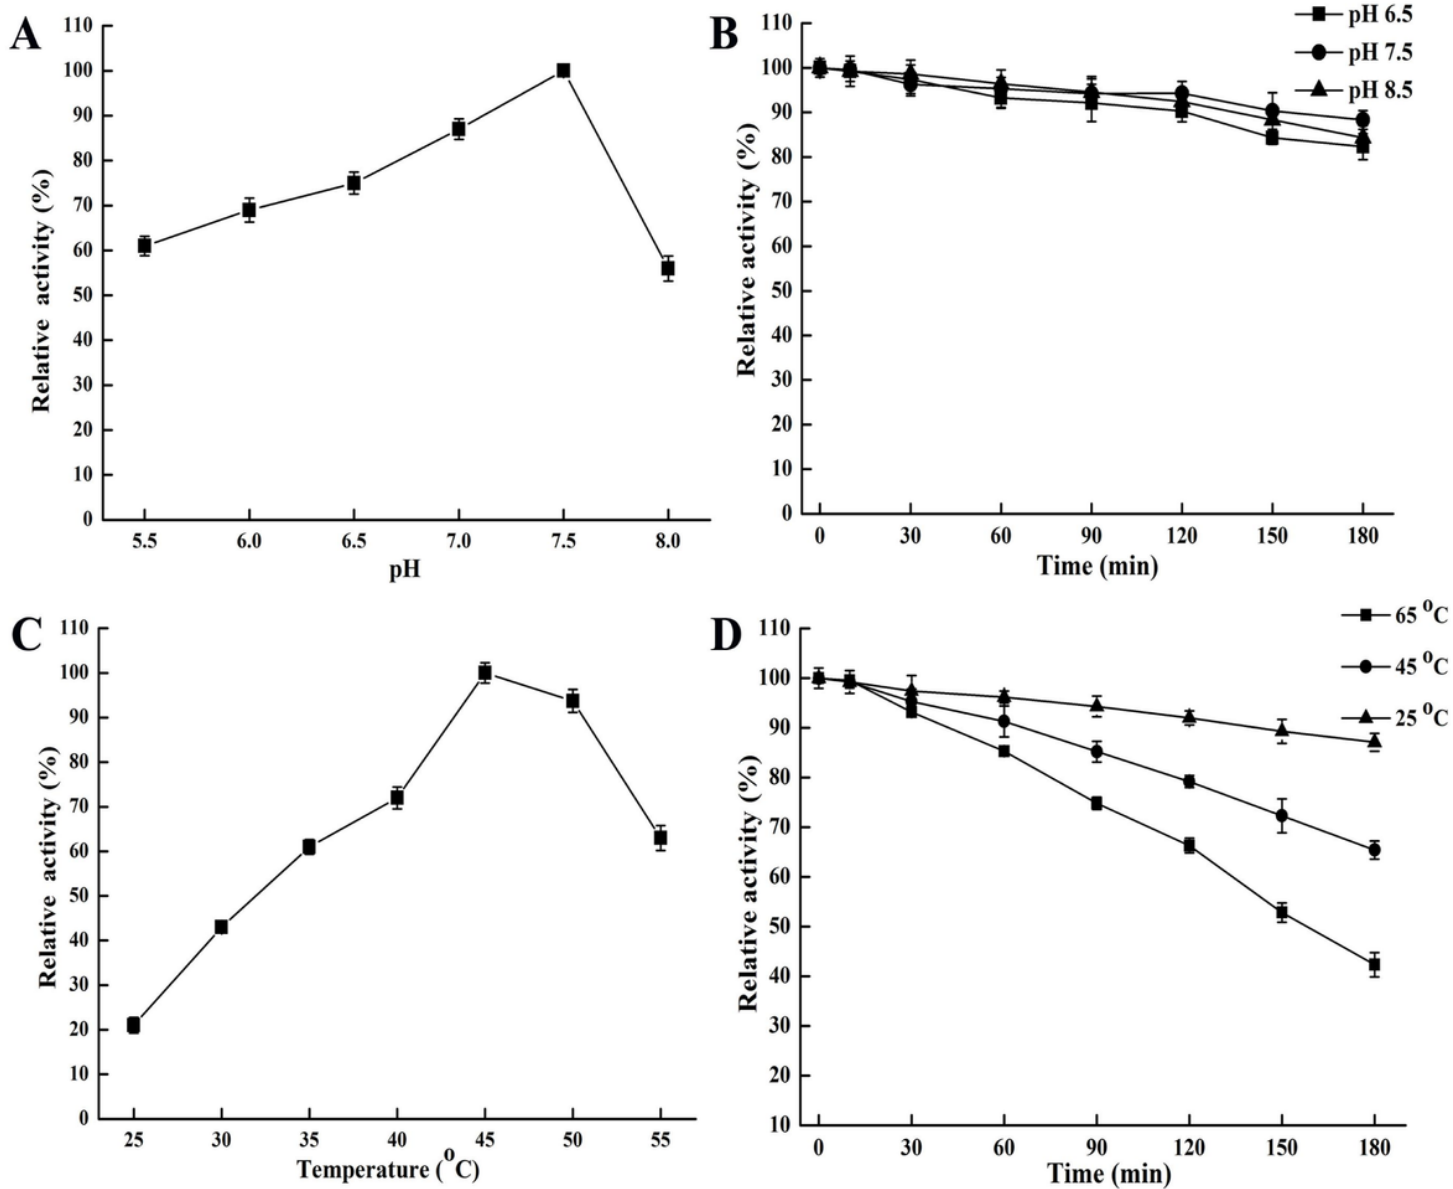 A
110
100
90
80
70
60
50
40
30
20
10
0
Relative activity (%)
5.5 6.0 6.5 7.0 7.5 8.0
pH
B
pH 6.5
pH 7.5
pH 8.5
110
100
90
80
70
60
50
40
30
20
10
0
Relative activity (%)
0 30 60 90 120 150 180
Time (min)
C
110
100
90
80
70
60
50
40
30
20
10
0
Relative activity (%)
25 30 35 40 45 50 55
Temperature (°C)
D
65 °C
45 °C
25 °C
110
100
90
80
70
60
50
40
30
20
10
Relative activity (%)
0 30 60 90 120 150 180
Time (min)